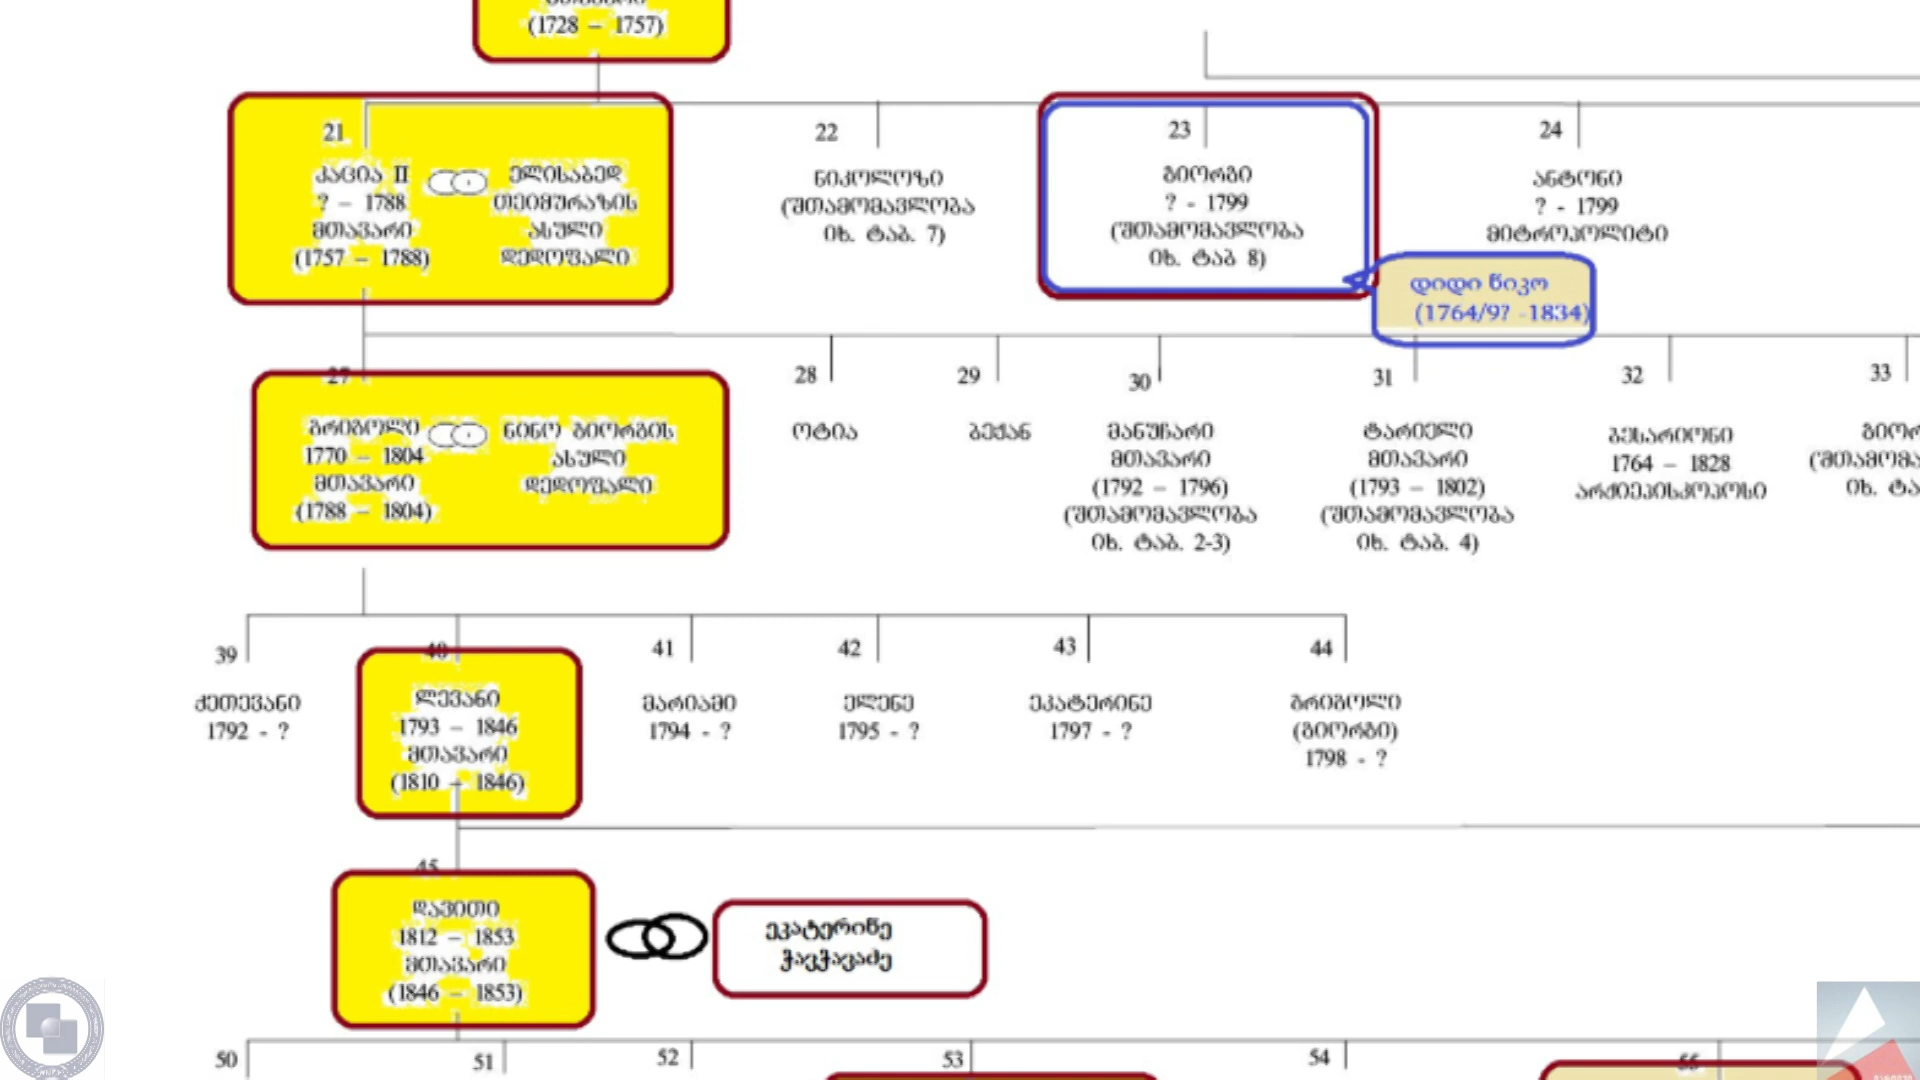 (1728 – 1757)
21
კაცია II
? – 1788
მთავარი
(1757 – 1788)
ელისაბედ
თეიმურაზის
ასული
დედოფალი
22
ნიკოლოზი
(შთამომავლობა
იხ. ტაბ. 7)
23
გიორგი
? - 1799
(შთამომავლობა
იხ. ტაბ 8)
24
ანტონი
? - 1799
მიტროპოლიტი
დიდი ნიკო
(1764/9? -1834)
27
გრიგოლი
1770 – 1804
მთავარი
(1788 – 1804)
ნინო გიორგის
ასული
დედოფალი
28
ოტია
29
ბეჟან
30
მანუჩარი
მთავარი
(1792 – 1796)
(შთამომავლობა
იხ. ტაბ. 2-3)
31
ტარიელი
მთავარი
(1793 – 1802)
(შთამომავლობა
იხ. ტაბ. 4)
32
ბესარიონი
1764 – 1828
არქიეპისკოპოსი
33
იხ.
39
ქეთევანი
1792 - ?
40
ლევანი
1793 – 1846
მთავარი
(1810 – 1846)
41
მარიამი
1794 - ?
42
ელენე
1795 - ?
43
ეკატერინე
1797 - ?
44
გრიგოლი
(გიორგი)
1798 - ?
45
დავითი
1812 – 1853
მთავარი
(1846 – 1853)
ეკატერინე
ჭავჭავაძე
50
51
52
53
54
55